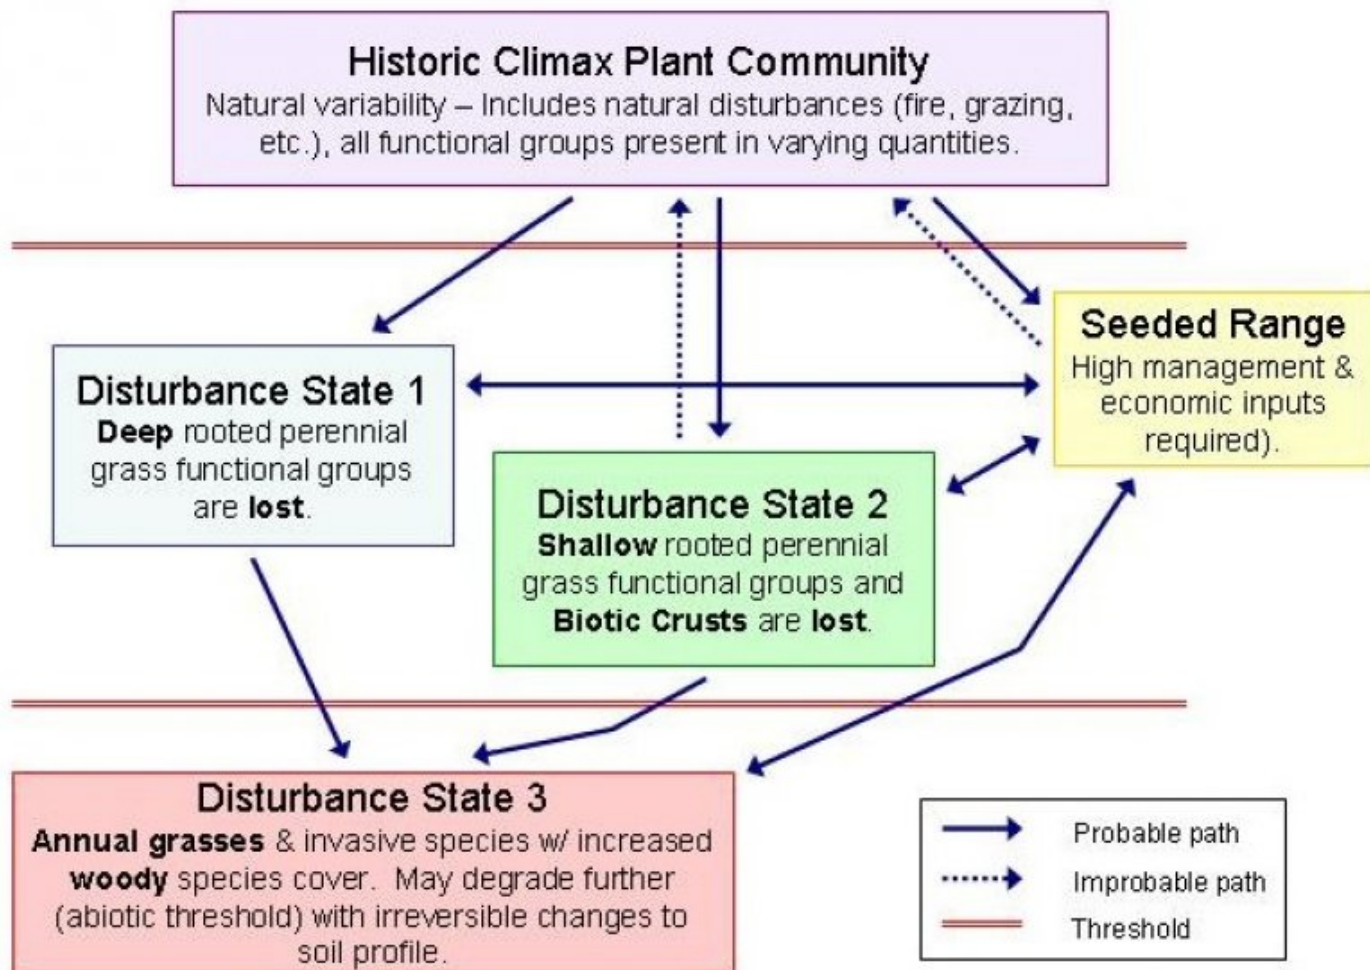 Historic Climax Plant Community
Natural variability – Includes natural disturbances (fire, grazing,
etc.), all functional groups present in varying quantities.
Seeded Range
High management &
economic inputs
required).
Disturbance State 1
Deep rooted perennial
grass functional groups
are lost.
Disturbance State 2
Shallow rooted perennial
grass functional groups and
Biotic Crusts are lost.
Disturbance State 3
Annual grasses & invasive species w/ increased
woody species cover.  May degrade further
(abiotic threshold) with irreversible changes to
soil profile.
Probable path
Improbable path
Threshold